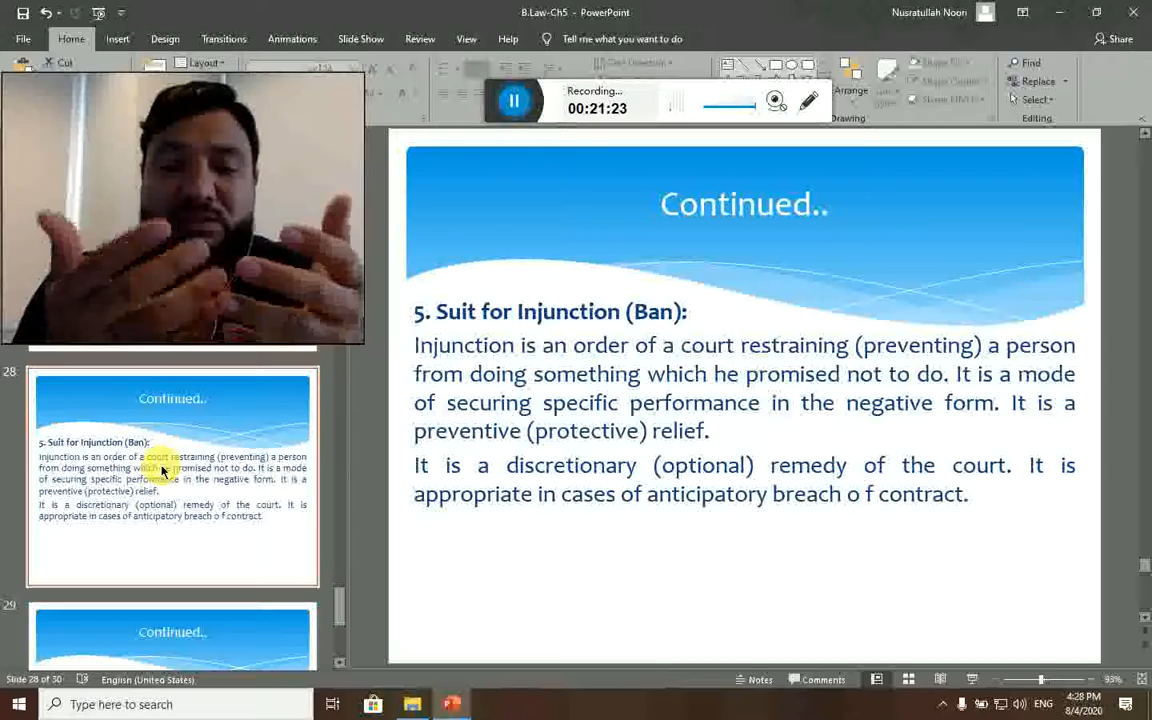 B.Law-Ch5 - PowerPoint
Nusratullah Noon
File Home Insert Design Transitions Animations Slide Show Review View Help Tell me what you want to do Share
Cut
Layout
Recording...
00:21:23
Arrange
Find
Replace
Select
Drawing
Editing
Continued..
5. Suit for Injunction (Ban):
Injunction is an order of a court restraining (preventing) a person
from doing something which he promised not to do. It is a mode
of securing specific performance in the negative form. It is a
preventive (protective) relief.
It is a discretionary (optional) remedy of the court. It is
appropriate in cases of anticipatory breach o f contract.
28
Continued..
5. Suit for Injunction (Ban):
Injunction is an order of a court restraining (preventing) a person
from doing something which he promised not to do. It is a mode
of securing specific performance in the negative form. It is a
preventive (protective) relief.
It is a discretionary (optional) remedy of the court. It is
appropriate in cases of anticipatory breach o f contract.
29
Continued..
Slide 28 of 30 English (United States) Notes Comments 93%
Type here to search
ENG
4:28 PM
8/4/2020